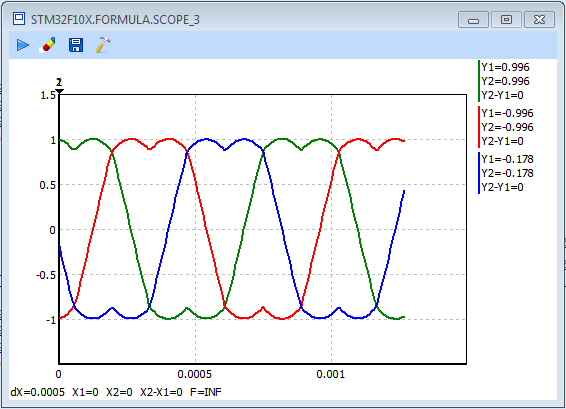 STM32F10X.FORMULA.SCOPE_3
2
Y1=0.996
Y2=0.996
Y2-Y1=0
Y1=-0.996
Y2=-0.996
Y2-Y1=0
Y1=-0.178
Y2=-0.178
Y2-Y1=0
1.5
1
0.5
0
-0.5
-1
0 0.0005 0.001
dX=0.0005 X1=0 X2=0 X2-X1=0 F=INF